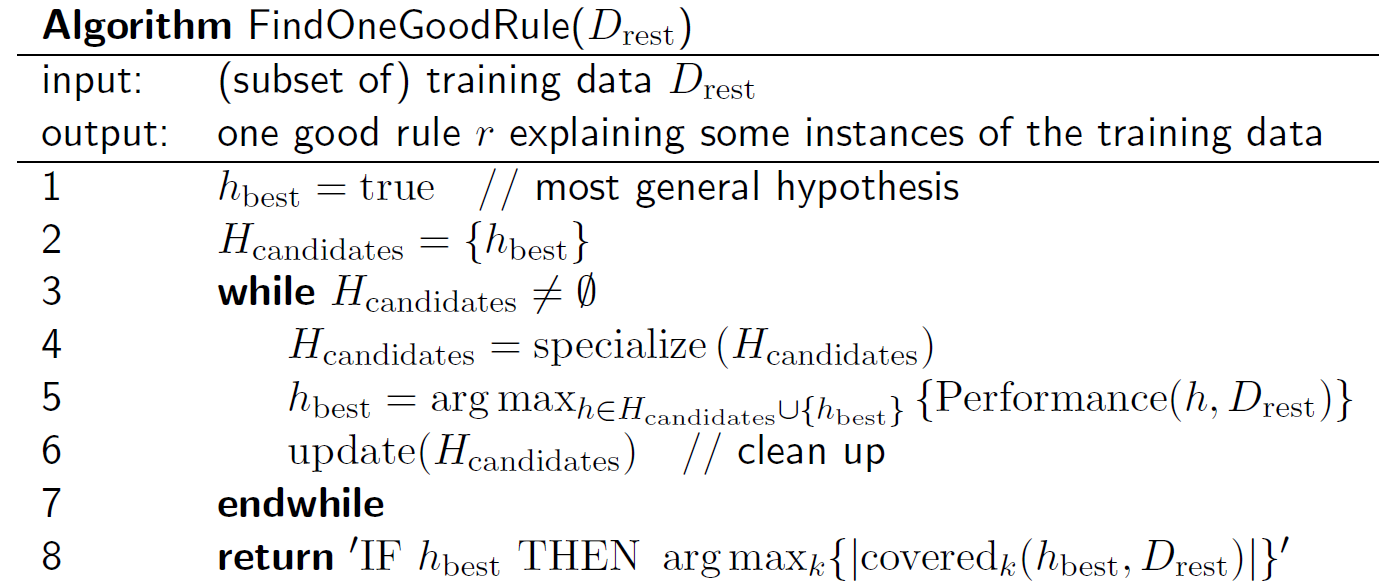 Algorithm FindOneGoodRule(D_rest)
input: (subset of) training data D_rest
output: one good rule r explaining some instances of the training data
1 h_best = true // most general hypothesis
2 H_candidates = {h_best}
3 while H_candidates ≠ ∅
4 H_candidates = specialize (H_candidates)
5 h_best = arg max_{h∈H_candidates∪{h_best}} {Performance(h, D_rest)}
6 update(H_candidates) // clean up
7 endwhile
8 return 'IF h_best THEN arg max_k{|covered_k(h_best, D_rest)|}'